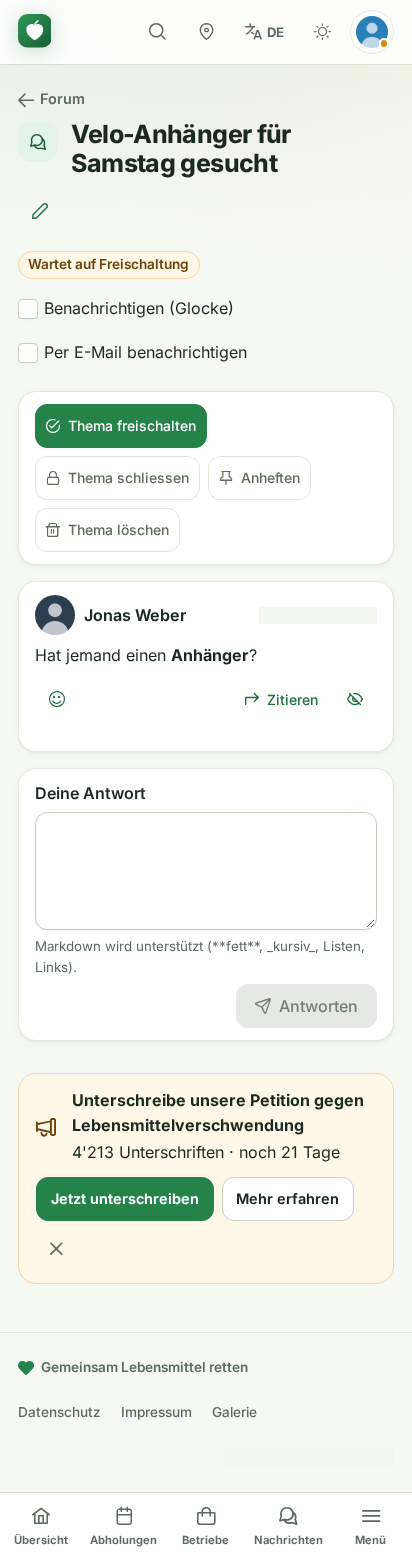 DE
Forum
Velo-Anhänger für
Samstag gesucht
Wartet auf Freischaltung
Benachrichtigen (Glocke)
Per E-Mail benachrichtigen
Thema freischalten
Thema schliessen
Anheften
Thema löschen
Jonas Weber
Hat jemand einen Anhänger?
Zitieren
Deine Antwort
Markdown wird unterstützt (**fett**, _kursiv_, Listen,
Links).
Antworten
Unterschreibe unsere Petition gegen
Lebensmittelverschwendung
4'213 Unterschriften · noch 21 Tage
Jetzt unterschreiben
Mehr erfahren
Gemeinsam Lebensmittel retten
Datenschutz Impressum Galerie
Übersicht Abholungen Betriebe Nachrichten Menü